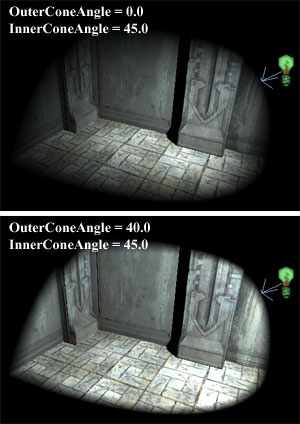 OuterConeAngle = 0.0
InnerConeAngle = 45.0
OuterConeAngle = 40.0
InnerConeAngle = 45.0